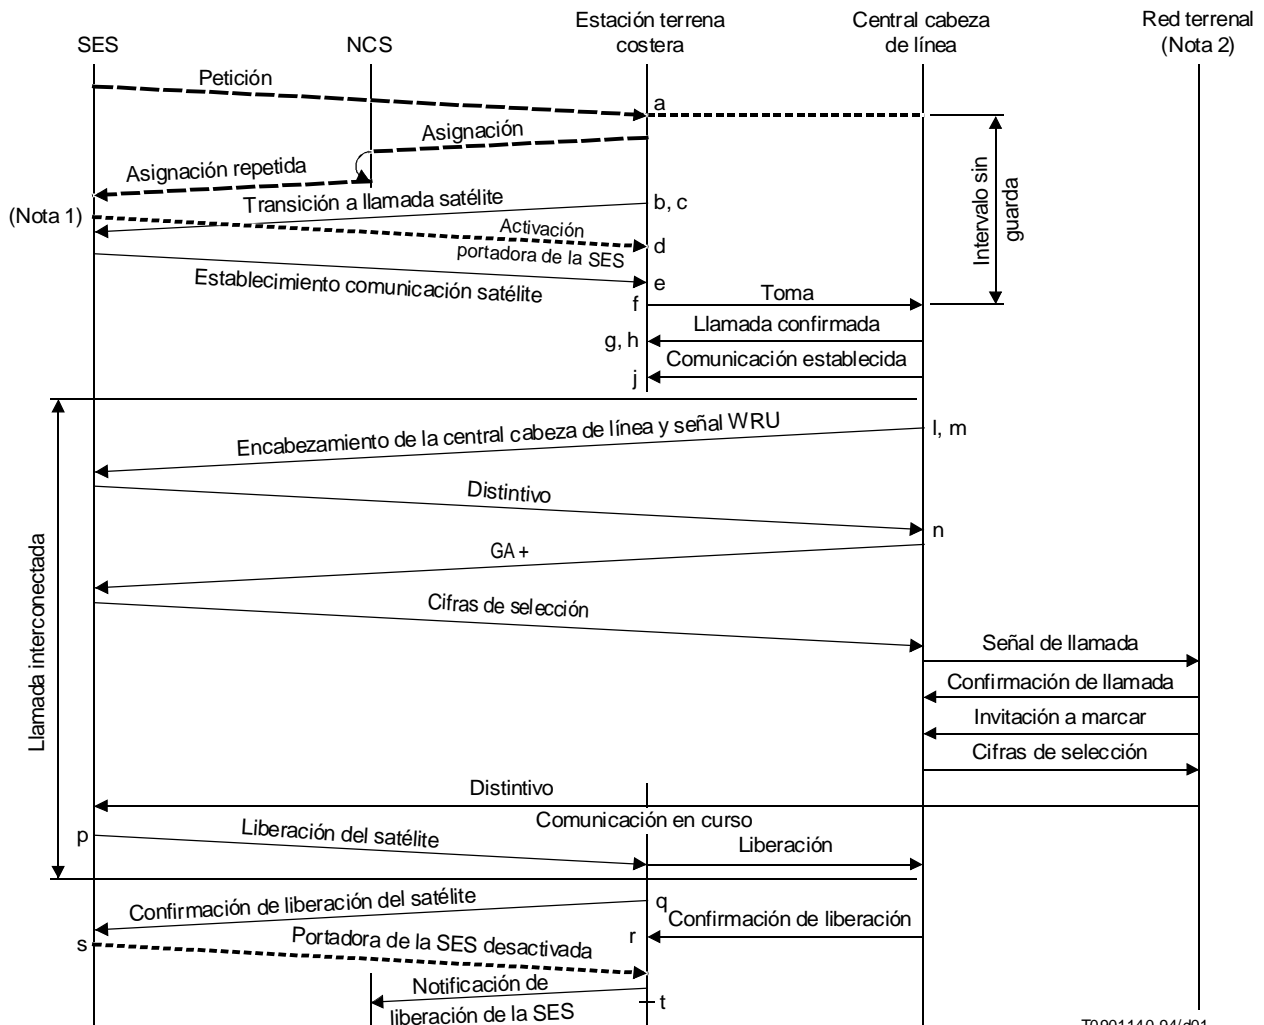 SES
NCS
Estación terrena
costera
Central cabeza
de línea
Red terrenal
(Nota 2)
Petición
a
Asignación
Asignación repetida
Transición a llamada satélite
b, c
(Nota 1)
Activación
portadora de la SES
d
Establecimiento comunicación satélite
e
Intervalo sin
guarda
f
Toma
Llamada confirmada
g, h
Comunicación establecida
j
Llamada interconectada
Encabezamiento de la central cabeza de línea y señal WRU
l, m
Distintivo
n
GA +
Cifras de selección
Señal de llamada
Confirmación de llamada
Invitación a marcar
Cifras de selección
Distintivo
Comunicación en curso
p
Liberación del satélite
Liberación
Confirmación de liberación del satélite
q
Confirmación de liberación
r
s
Portadora de la SES desactivada
Notificación de
liberación de la SES
t
T0901140-94/d01